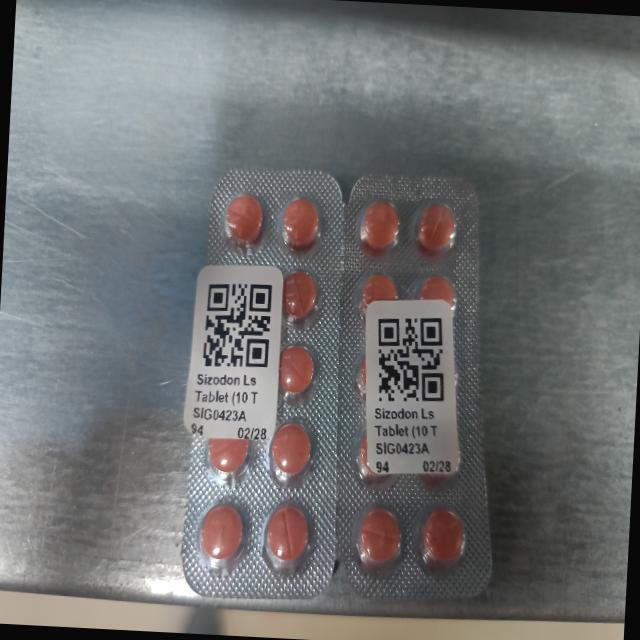 Sizodon Ls
Tablet (10 T
SIG0423A
94 02/28
Sizodon Ls
Tablet (10 T
SIG0423A
94 02/28